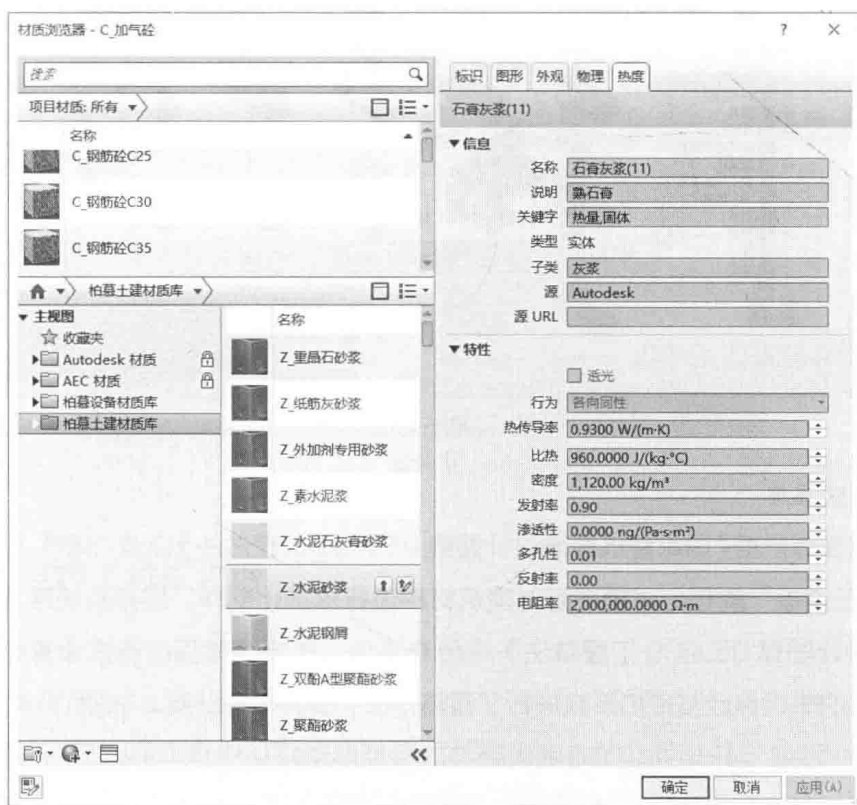 材质浏览器 - C_加气砼
? ×
搜索
项目材质: 所有
名称
C_钢筋砼C25
C_钢筋砼C30
C_钢筋砼C35
柏慕土建材质库
主视图
收藏夹
Autodesk 材质
AEC 材质
柏慕设备材质库
柏慕土建材质库
名称
Z_重晶石砂浆
Z_纸筋灰砂浆
Z_外加剂专用砂浆
Z_素水泥浆
Z_水泥石灰膏砂浆
Z_水泥砂浆
Z_水泥钢屑
Z_双酚A型聚酯砂浆
Z_聚酯砂浆
标识 图形 外观 物理 热度
石膏灰浆(11)
▼信息
名称 石膏灰浆(11)
说明 熟石膏
关键字 热量,固体
类型 实体
子类 灰浆
源 Autodesk
源 URL
▼特性
透光
行为 各向同性
热传导率 0.9300 W/(m·K)
比热 960.0000 J/(kg·°C)
密度 1,120.00 kg/m³
发射率 0.90
渗透性 0.0000 ng/(Pa·s·m²)
多孔性 0.01
反射率 0.00
电阻率 2,000,000.0000 Ω·m
确定 取消 应用(A)